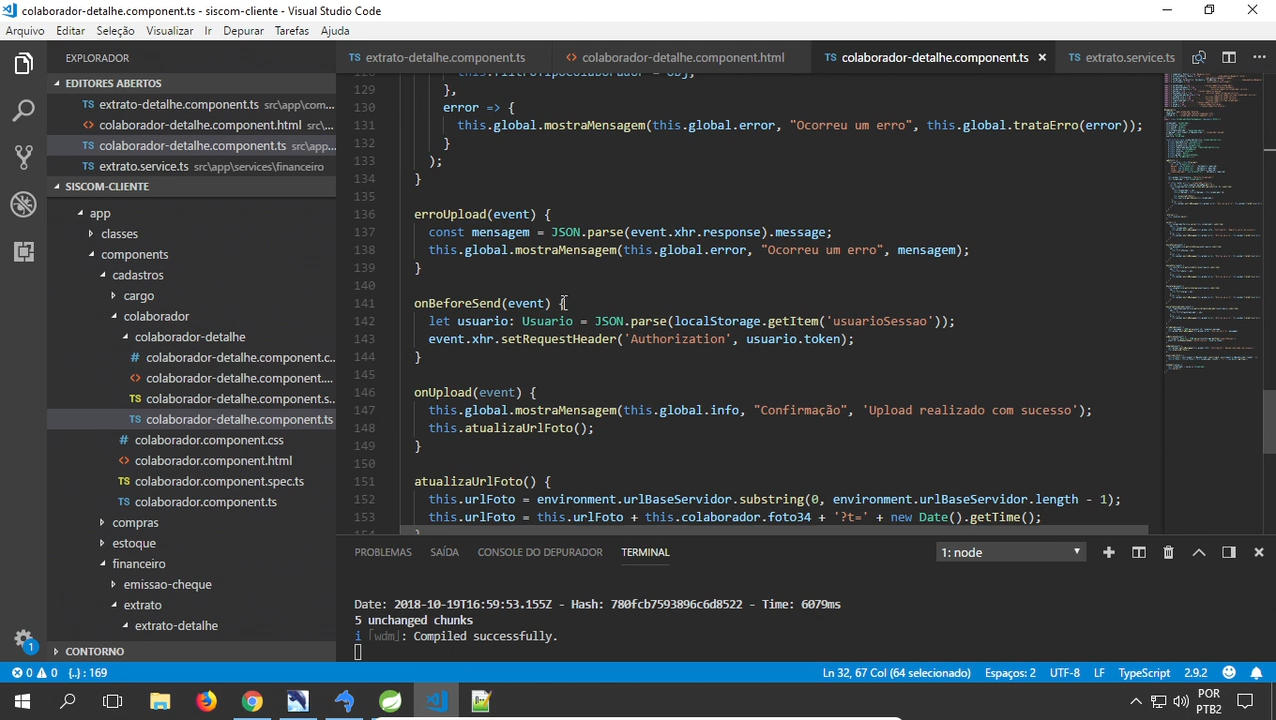 colaborador-detalhe.component.ts - siscom-cliente - Visual Studio Code
Arquivo Editar Seleção Visualizar Ir Depurar Tarefas Ajuda
EXPLORADOR
EDITORES ABERTOS
extrato-detalhe.component.ts src\app\com...
colaborador-detalhe.component.htm...
colaborador-detalhe.component.ts src\app...
extrato.service.ts src\app\services\financ...
SISCOM-CLIENTE
app
classes
components
cadastros
cargo
colaborador
colaborador-detalhe
colaborador-detalhe.component.c...
colaborador-detalhe.component....
colaborador-detalhe.component.s...
colaborador-detalhe.component.ts
colaborador.component.css
colaborador.component.html
colaborador.component.spec.ts
colaborador.component.ts
compras
estoque
financeiro
emissao-cheque
extrato
extrato-detalhe
CONTORNO
extrato-detalhe.component.ts colaborador-detalhe.component.html colaborador-detalhe.component.ts extrato.service.ts
128 this.filtroTipoColaborador = obj;
129 },
130 error => {
131 this.global.mostraMensagem(this.global.error, "Ocorreu um erro", this.global.trataErro(error));
132 }
133 );
134 }
135
136 erroUpload(event) {
137 const mensagem = JSON.parse(event.xhr.response).message;
138 this.global.mostraMensagem(this.global.error, "Ocorreu um erro", mensagem);
139 }
140
141 onBeforeSend(event) {
142 let usuario: Usuario = JSON.parse(localStorage.getItem('usuarioSessao'));
143 event.xhr.setRequestHeader('Authorization', usuario.token);
144 }
145
146 onUpload(event) {
147 this.global.mostraMensagem(this.global.info, "Confirmação", 'Upload realizado com sucesso');
148 this.atualizaUrlFoto();
149 }
150
151 atualizaUrlFoto() {
152 this.urlFoto = environment.urlBaseServidor.substring(0, environment.urlBaseServidor.length - 1);
153 this.urlFoto = this.urlFoto + this.colaborador.foto34 + '?t=' + new Date().getTime();
154 }
PROBLEMAS SAÍDA CONSOLE DO DEPURADOR TERMINAL 1: node
Date: 2018-10-19T16:59:53.155Z - Hash: 780fcb7593896c6d8522 - Time: 6079ms
5 unchanged chunks
i ｢wdm｣: Compiled successfully.
1
0 0 {..} : 169 Ln 32, 67 Col (64 selecionado) Espaços: 2 UTF-8 LF TypeScript 2.9.2
POR
PTB2